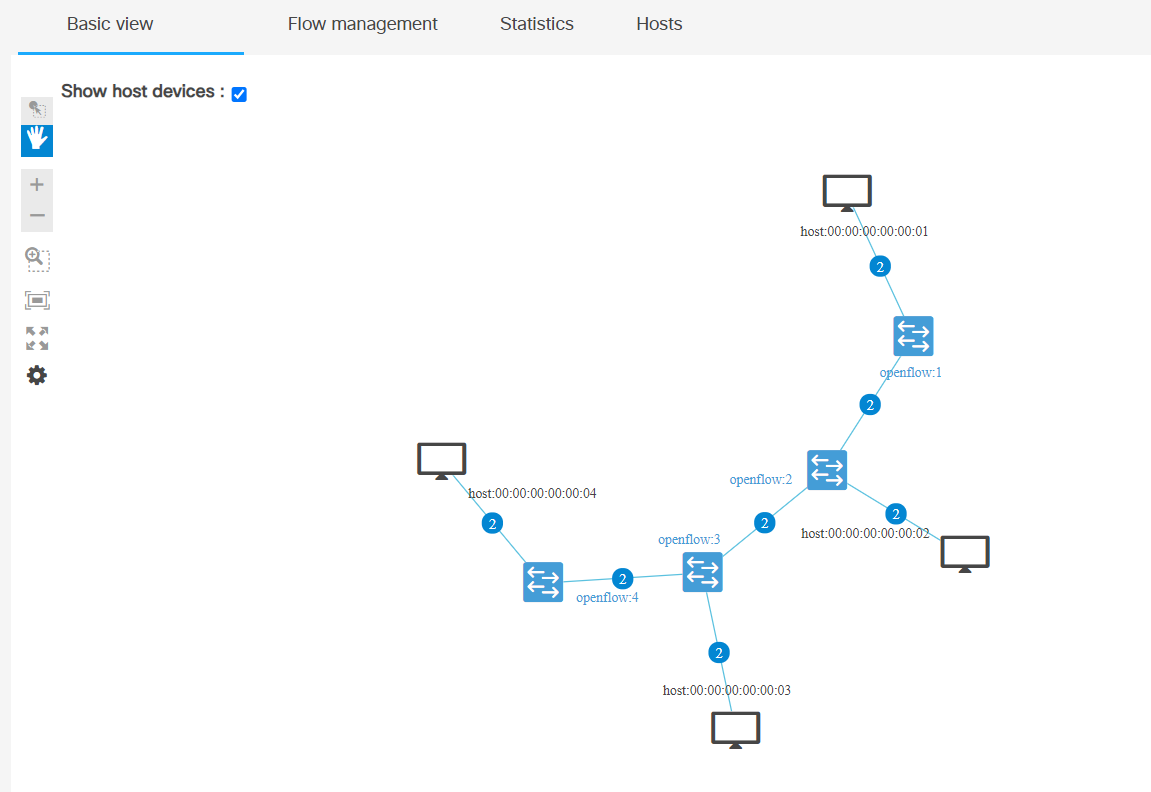 Basic view Flow management Statistics Hosts
Show host devices :
host:00:00:00:00:00:01
2
openflow:1
2
openflow:2
host:00:00:00:00:00:04
2
2
2
host:00:00:00:00:00:02
openflow:3
2
openflow:4
2
host:00:00:00:00:00:03